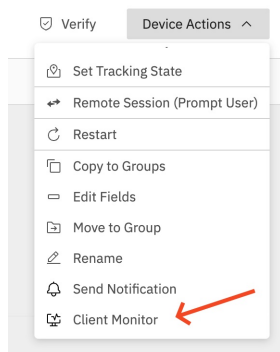 Verify
Device Actions
Set Tracking State
Remote Session (Prompt User)
Restart
Copy to Groups
Edit Fields
Move to Group
Rename
Send Notification
Client Monitor